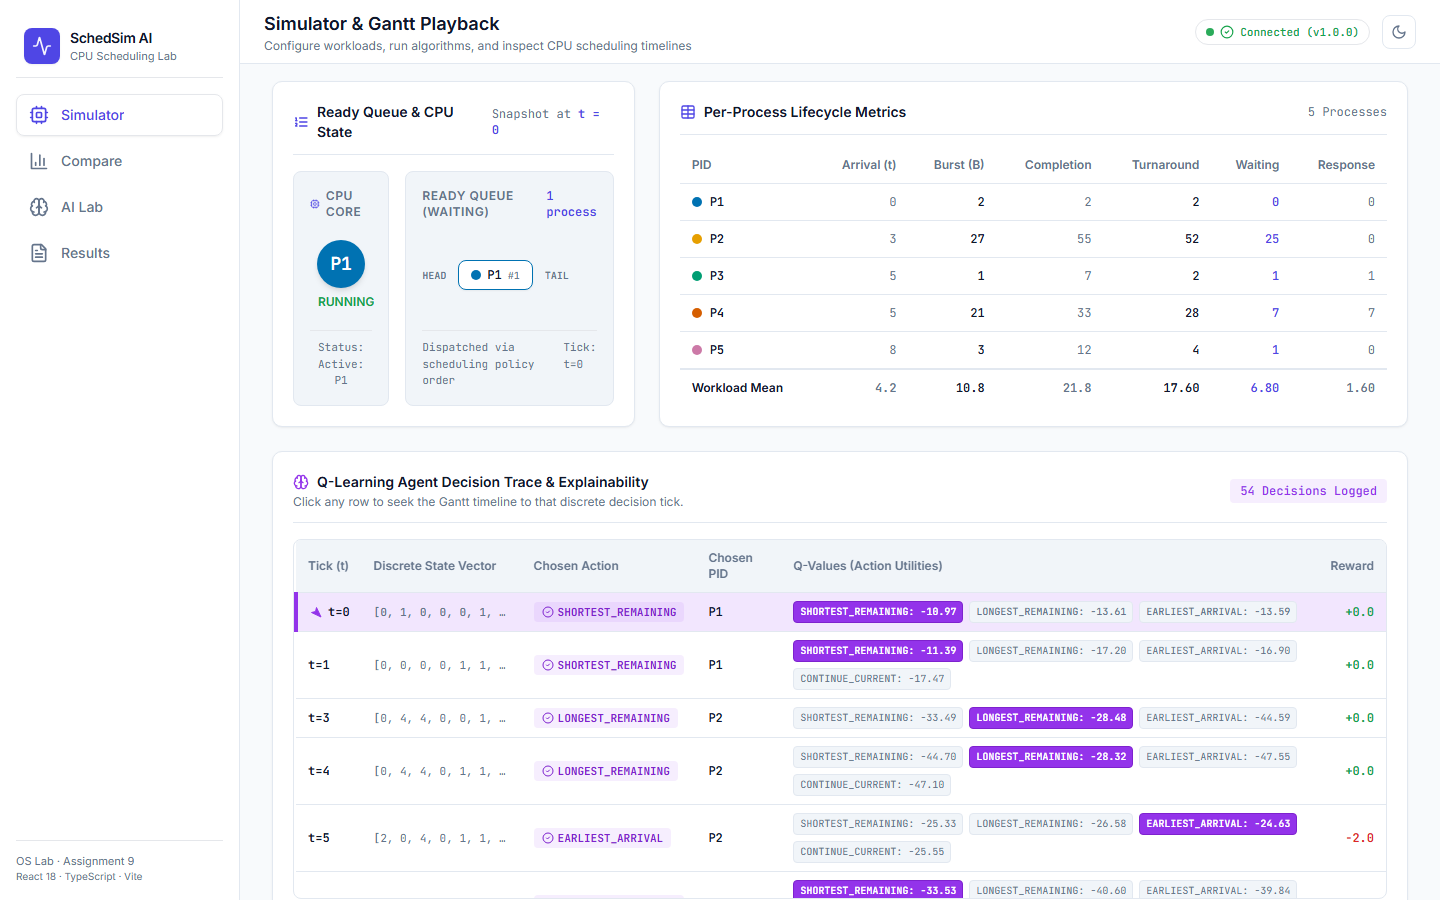 SchedSim AI
CPU Scheduling Lab
Simulator
Compare
AI Lab
Results
OS Lab · Assignment 9
React 18 · TypeScript · Vite
Simulator & Gantt Playback
Configure workloads, run algorithms, and inspect CPU scheduling timelines
Connected (v1.0.0)
Ready Queue & CPU
State
Snapshot at t =
0
CPU
CORE
P1
RUNNING
Status:
Active:
P1
READY QUEUE
(WAITING)
1
process
HEAD P1 #1 TAIL
Dispatched via
scheduling policy
order
Tick:
t=0
Per-Process Lifecycle Metrics
5 Processes
PID Arrival (t) Burst (B) Completion Turnaround Waiting Response
P1 0 2 2 2 0 0
P2 3 27 55 52 25 0
P3 5 1 7 2 1 1
P4 5 21 33 28 7 7
P5 8 3 12 4 1 0
Workload Mean 4.2 10.8 21.8 17.60 6.80 1.60
Q-Learning Agent Decision Trace & Explainability
Click any row to seek the Gantt timeline to that discrete decision tick.
54 Decisions Logged
Tick (t) Discrete State Vector Chosen Action Chosen PID Q-Values (Action Utilities) Reward
t=0 [0, 1, 0, 0, 0, 1, … SHORTEST_REMAINING P1 SHORTEST_REMAINING: -10.97 LONGEST_REMAINING: -13.61 EARLIEST_ARRIVAL: -13.59 +0.0
t=1 [0, 0, 0, 0, 1, 1, … SHORTEST_REMAINING P1 SHORTEST_REMAINING: -11.39 LONGEST_REMAINING: -17.20 EARLIEST_ARRIVAL: -16.90 +0.0
CONTINUE_CURRENT: -17.47
t=3 [0, 4, 4, 0, 0, 1, … LONGEST_REMAINING P2 SHORTEST_REMAINING: -33.49 LONGEST_REMAINING: -28.48 EARLIEST_ARRIVAL: -44.59 +0.0
t=4 [0, 4, 4, 0, 1, 1, … LONGEST_REMAINING P2 SHORTEST_REMAINING: -44.70 LONGEST_REMAINING: -28.32 EARLIEST_ARRIVAL: -47.55 +0.0
CONTINUE_CURRENT: -47.10
t=5 [2, 0, 4, 0, 1, 1, … EARLIEST_ARRIVAL P2 SHORTEST_REMAINING: -25.33 LONGEST_REMAINING: -26.58 EARLIEST_ARRIVAL: -24.63 -2.0
CONTINUE_CURRENT: -25.55
SHORTEST_REMAINING: -33.53 LONGEST_REMAINING: -40.60 EARLIEST_ARRIVAL: -39.84